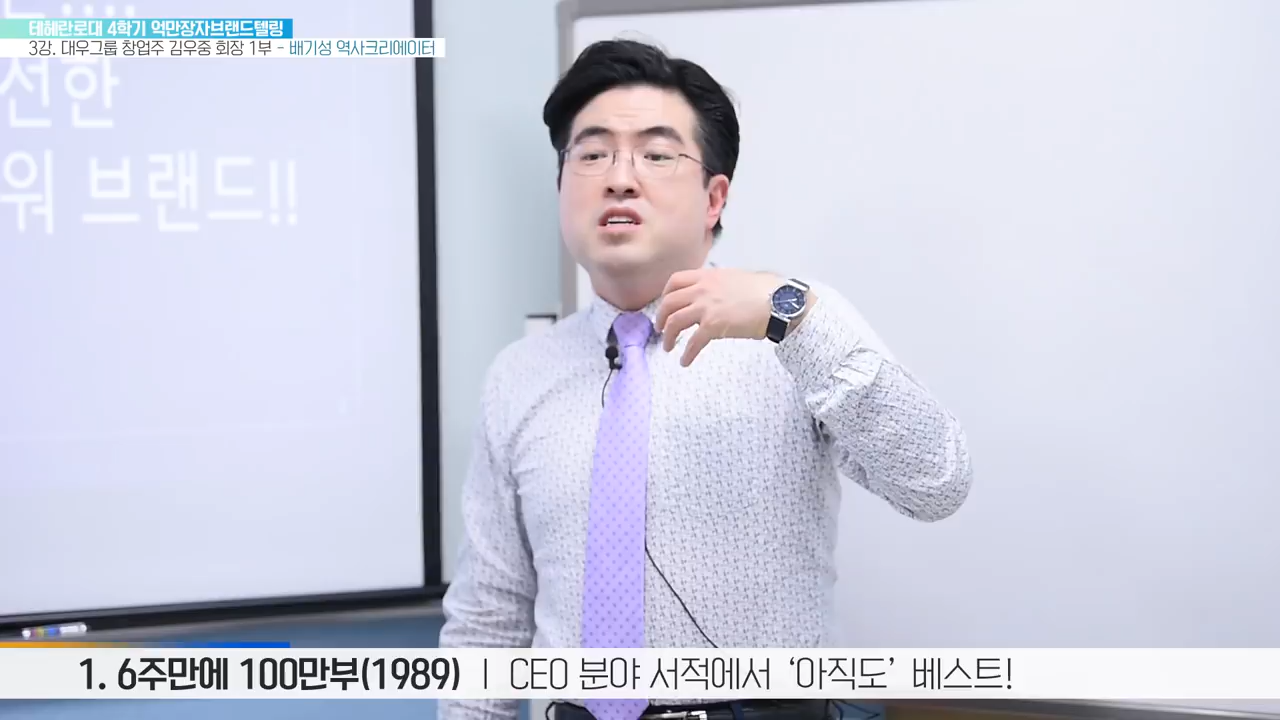 테헤란로대 4학기 억만장자브랜드텔링
3강. 대우그룹 창업주 김우중 회장 1부 - 배기성 역사크리에이터
전한
워 브랜드!!
1. 6주만에 100만부(1989) | CEO 분야 서적에서 ‘아직도’ 베스트!